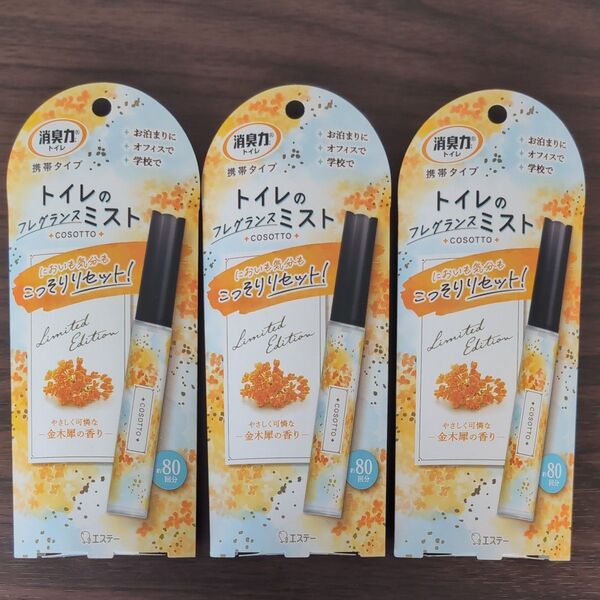 消臭力®
トイレ
携帯タイプ
お泊まりに
オフィスで
学校で
トイレの
フレグランスミスト
COSOTTO
においも気分も
こっそりリセット!
Limited
Edition
やさしく可憐な
金木犀の香り
COSOTTO
約80
回分
エステー
消臭力®
トイレ
携帯タイプ
お泊まりに
オフィスで
学校で
トイレの
フレグランスミスト
COSOTTO
においも気分も
こっそりリセット!
Limited
Edition
やさしく可憐な
金木犀の香り
COSOTTO
約80
回分
エステー
消臭力®
トイレ
携帯タイプ
お泊まりに
オフィスで
学校で
トイレの
フレグランスミスト
COSOTTO
においも気分も
こっそりリセット!
Limited
Edition
やさしく可憐な
金木犀の香り
COSOTTO
約80
回分
エステー